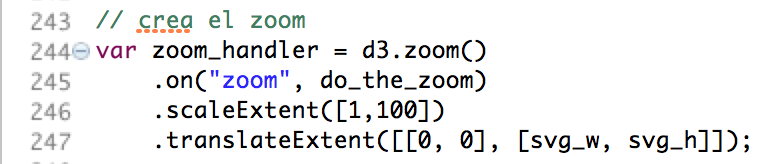 243 // crea el zoom
244 var zoom_handler = d3.zoom()
245 .on("zoom", do_the_zoom)
246 .scaleExtent([1,100])
247 .translateExtent([[0, 0], [svg_w, svg_h]]);